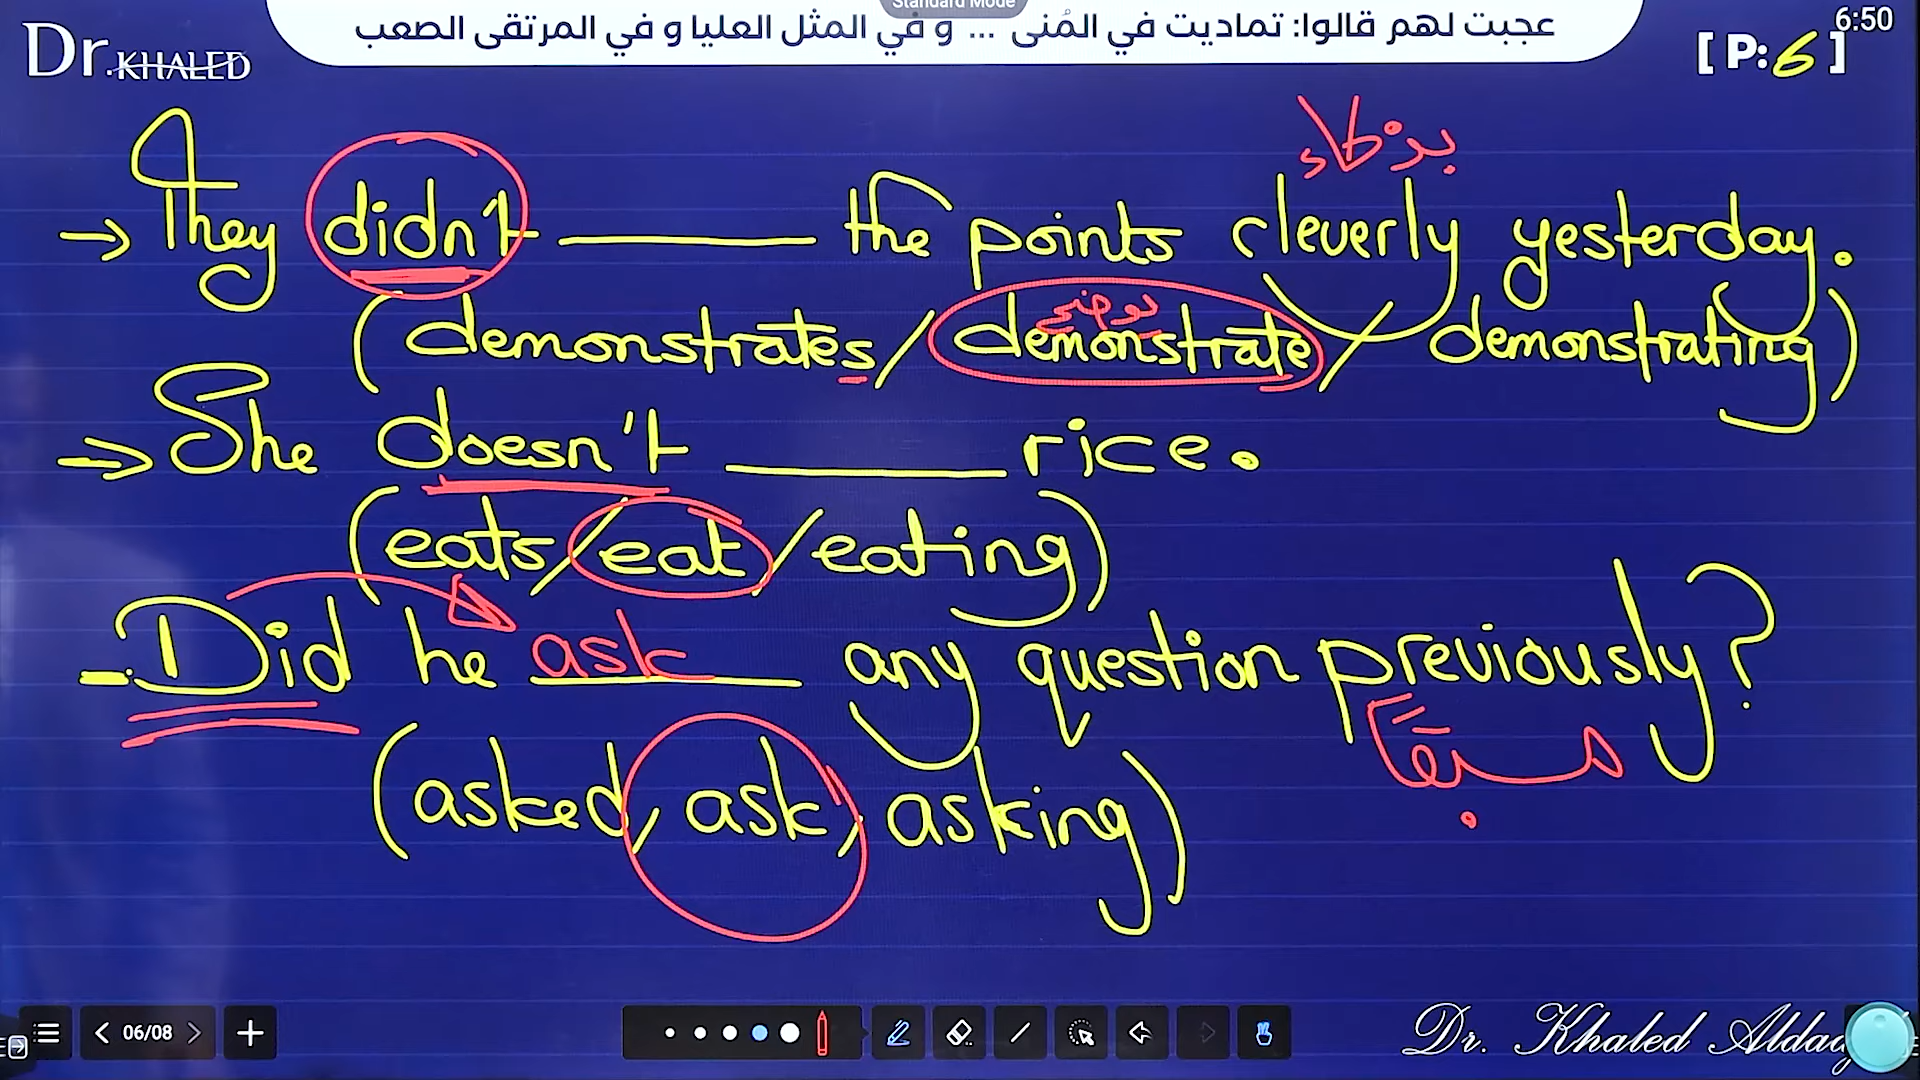 Standard Mode
عجبت لهم قالوا: تماديت في المُنى ... و في المثل العليا و في المرتقى الصعب
6:50
Dr.KHALED
[ P:6 ]
بذكاء
→ They didn't ______ the points cleverly yesterday.
يوضح
(demonstrates/demonstrate/demonstrating)
→ She doesn't ______ rice.
(eats/eat/eating)
- Did he ask any question previously?
مسبقاً
(asked, ask, asking)
06/08
Dr. Khaled